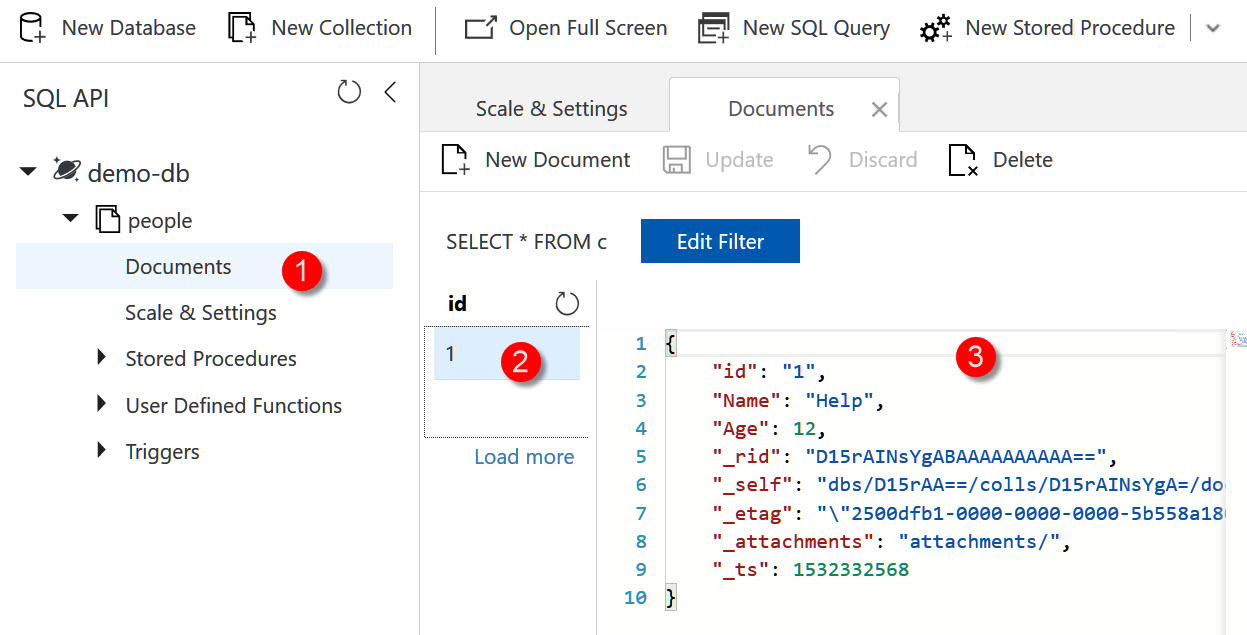 New Database New Collection Open Full Screen New SQL Query New Stored Procedure
SQL API
Scale & Settings Documents
New Document Update Discard Delete
demo-db
people
Documents 1
Scale & Settings
Stored Procedures
User Defined Functions
Triggers
SELECT * FROM c Edit Filter
id
1 2
Load more
3
1 {
2 "id": "1",
3 "Name": "Help",
4 "Age": 12,
5 "_rid": "D15rAINsYgABAAAAAAAAAA==",
6 "_self": "dbs/D15rAA==/colls/D15rAINsYgA=/do
7 "_etag": "\"2500dfb1-0000-0000-0000-5b558a18
8 "_attachments": "attachments/",
9 "_ts": 1532332568
10 }